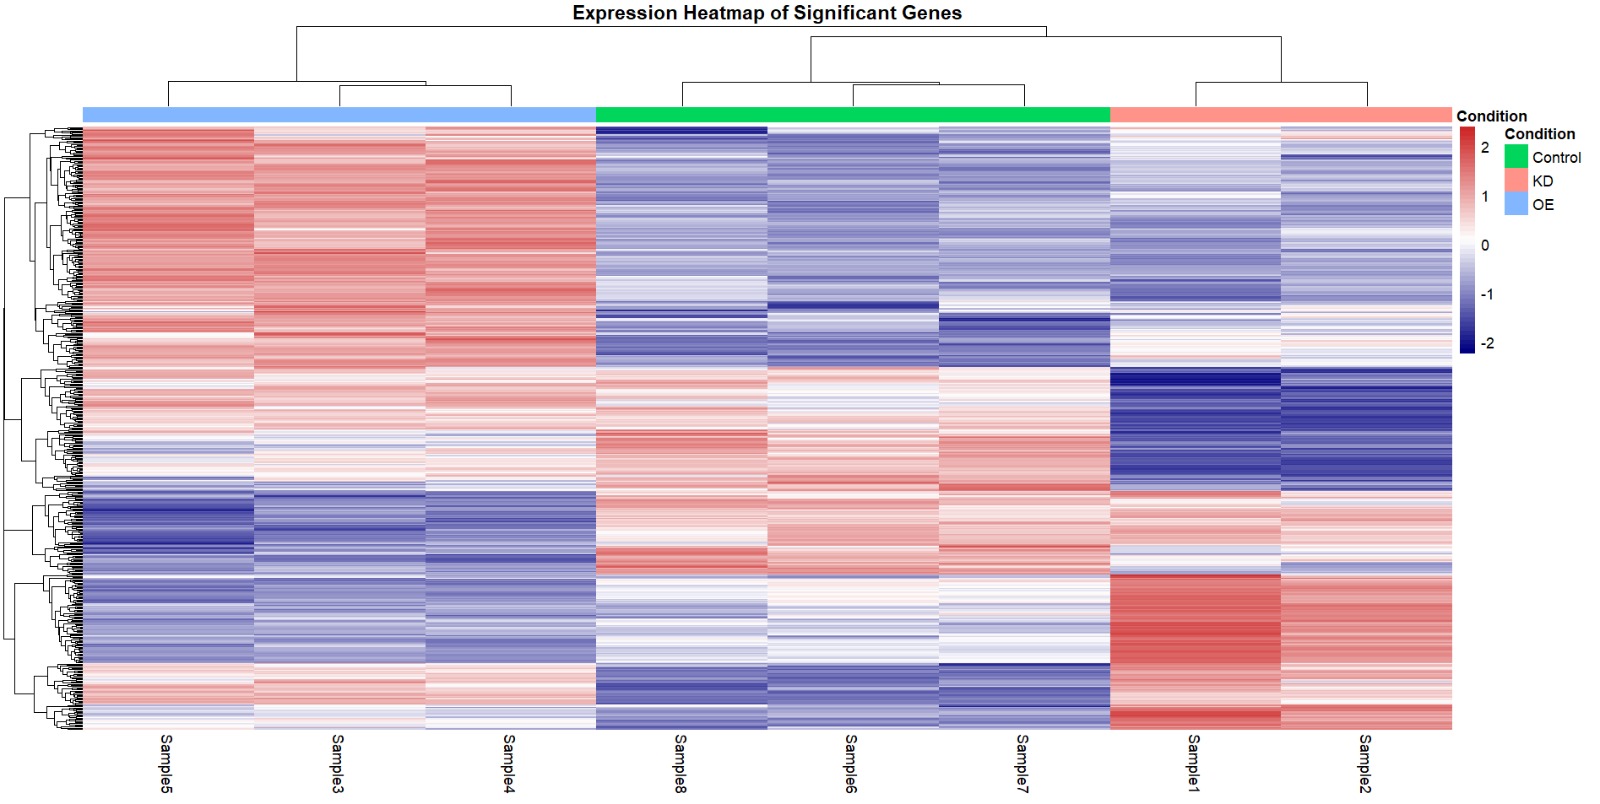 Expression Heatmap of Significant Genes
Condition
2
1
0
-1
-2
Condition
Control
KD
OE
Sample5
Sample3
Sample4
Sample8
Sample6
Sample7
Sample1
Sample2